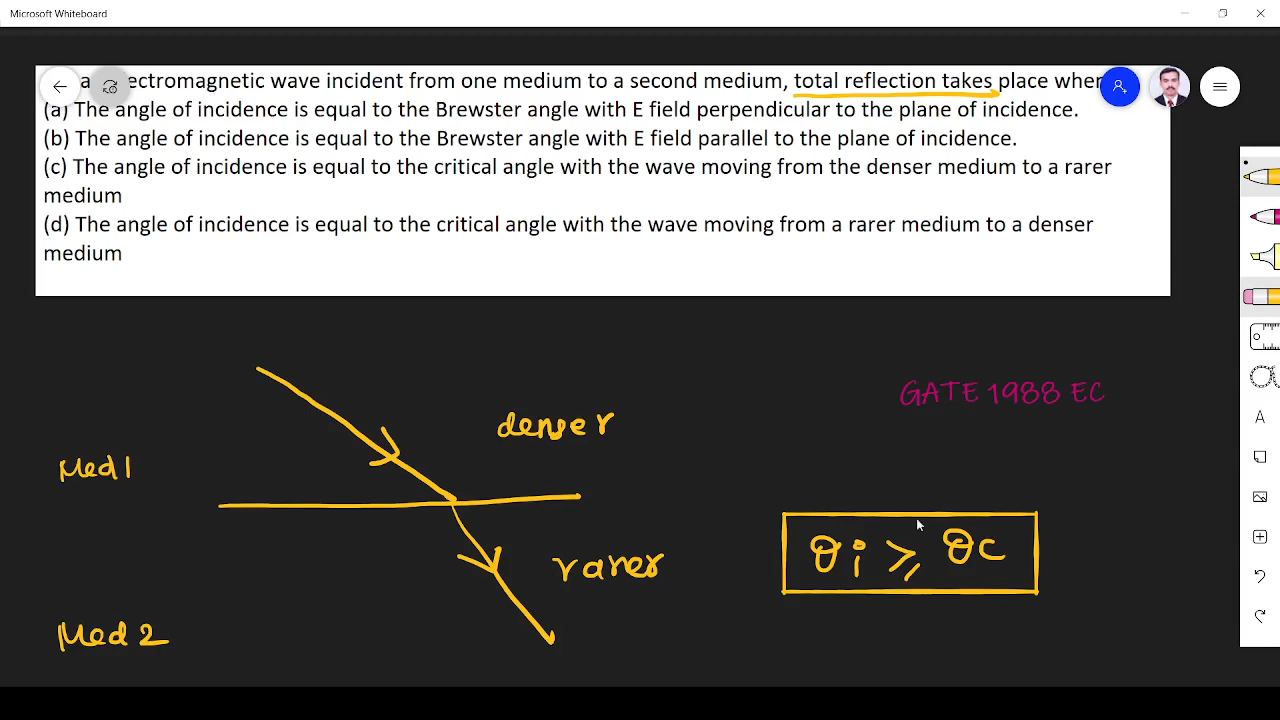 Microsoft Whiteboard
ectromagnetic wave incident from one medium to a second medium, total reflection takes place when
(a) The angle of incidence is equal to the Brewster angle with E field perpendicular to the plane of incidence.
(b) The angle of incidence is equal to the Brewster angle with E field parallel to the plane of incidence.
(c) The angle of incidence is equal to the critical angle with the wave moving from the denser medium to a rarer
medium
(d) The angle of incidence is equal to the critical angle with the wave moving from a rarer medium to a denser
medium
GATE 1988 EC
denser
Med 1
θi ⩾ θc
rarer
Med 2
A